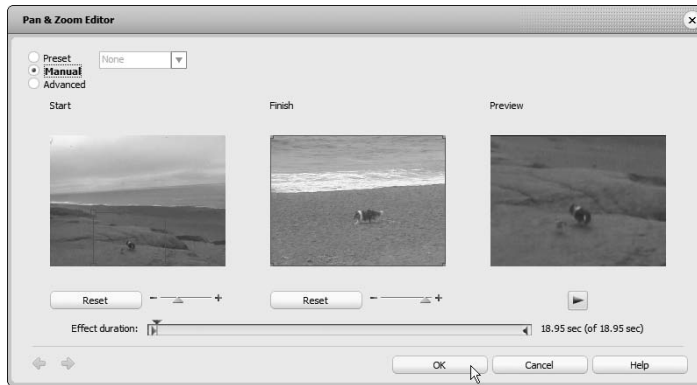 Pan & Zoom Editor
Preset
None
Manual
Advanced
Start Finish Preview
Reset - + Reset - +
Effect duration: 18.95 sec (of 18.95 sec)
OK Cancel Help